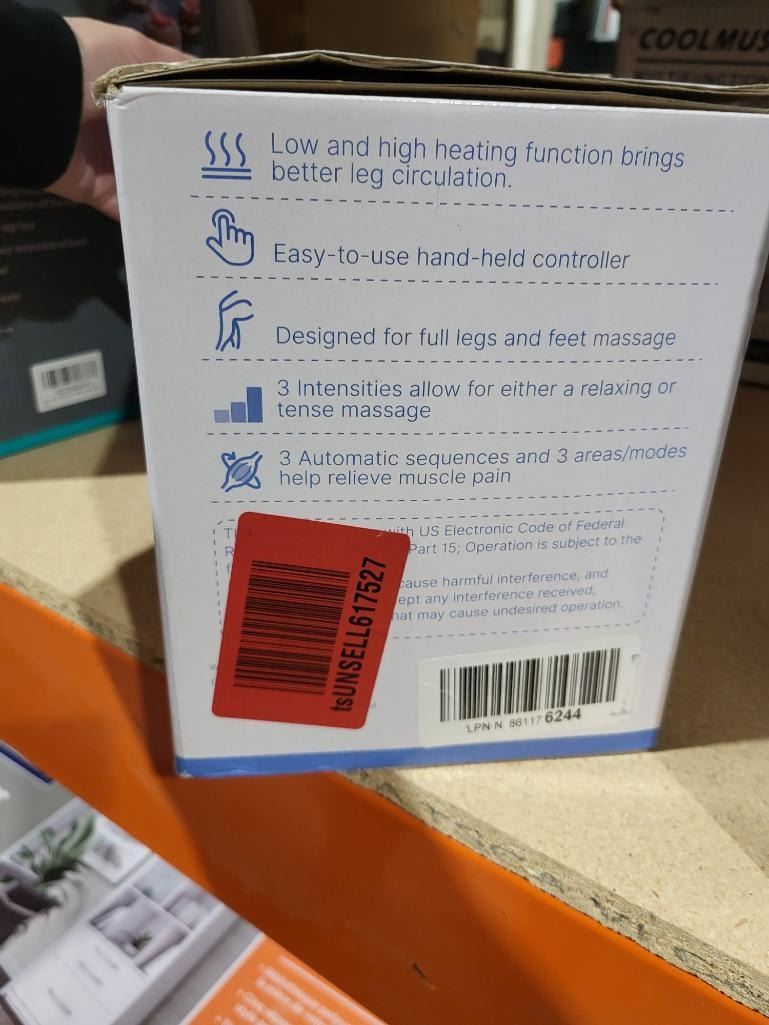 COOLMUS
Low and high heating function brings
better leg circulation.
Easy-to-use hand-held controller
Designed for full legs and feet massage
3 Intensities allow for either a relaxing or
tense massage
3 Automatic sequences and 3 areas/modes
help relieve muscle pain
with US Electronic Code of Federal
Part 15; Operation is subject to the
cause harmful interference, and
ept any interference received,
hat may cause undesired operation.
tsUNSELL617527
LPN N 86117 6244